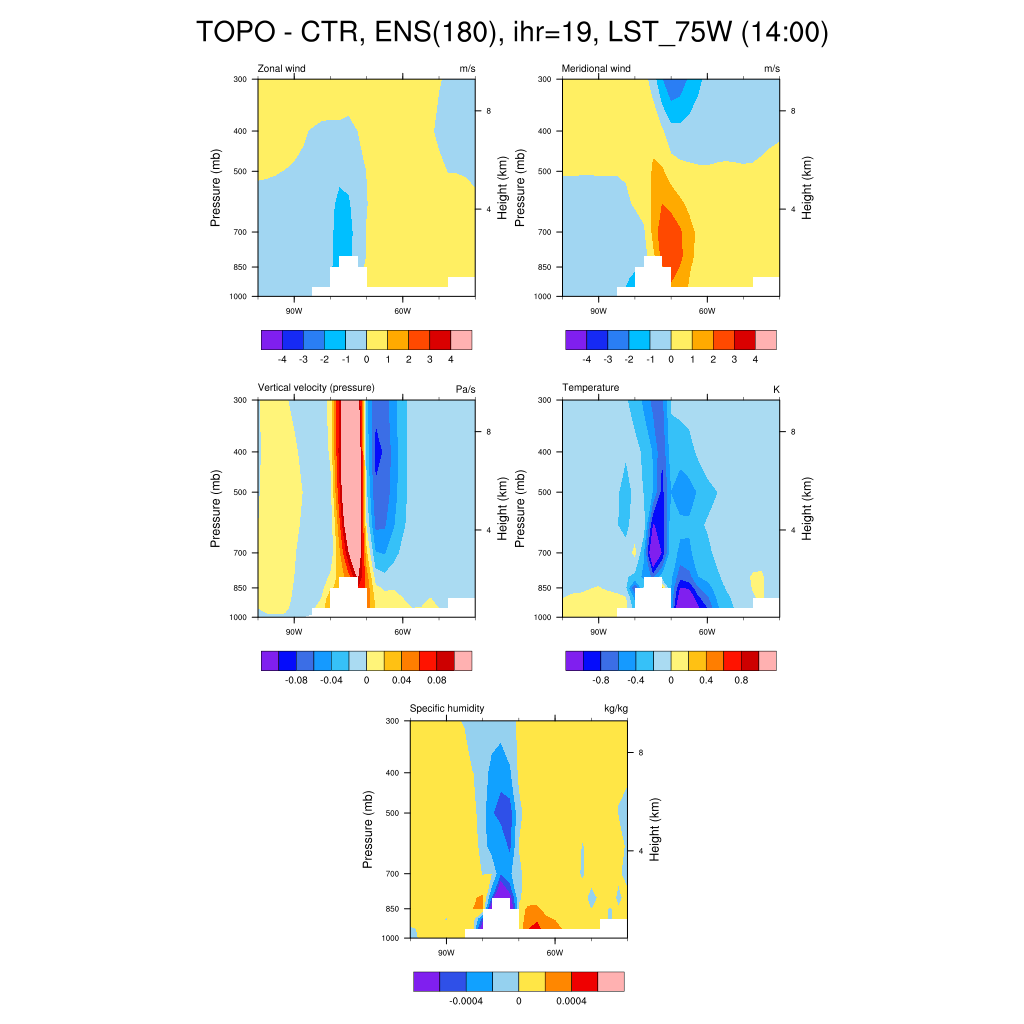 TOPO - CTR, ENS(180), ihr=19, LST_75W (14:00)
Zonal wind m/s
Meridional wind m/s
Pressure (mb)
300
400
500
700
850
1000
90W 60W
8
4
Height (km)
-4 -3 -2 -1 0 1 2 3 4
Pressure (mb)
300
400
500
700
850
1000
90W 60W
8
4
Height (km)
-4 -3 -2 -1 0 1 2 3 4
Vertical velocity (pressure) Pa/s
Temperature K
Pressure (mb)
300
400
500
700
850
1000
90W 60W
8
4
Height (km)
-0.08 -0.04 0 0.04 0.08
Pressure (mb)
300
400
500
700
850
1000
90W 60W
8
4
Height (km)
-0.8 -0.4 0 0.4 0.8
Specific humidity kg/kg
Pressure (mb)
300
400
500
700
850
1000
90W 60W
8
4
Height (km)
-0.0004 0 0.0004